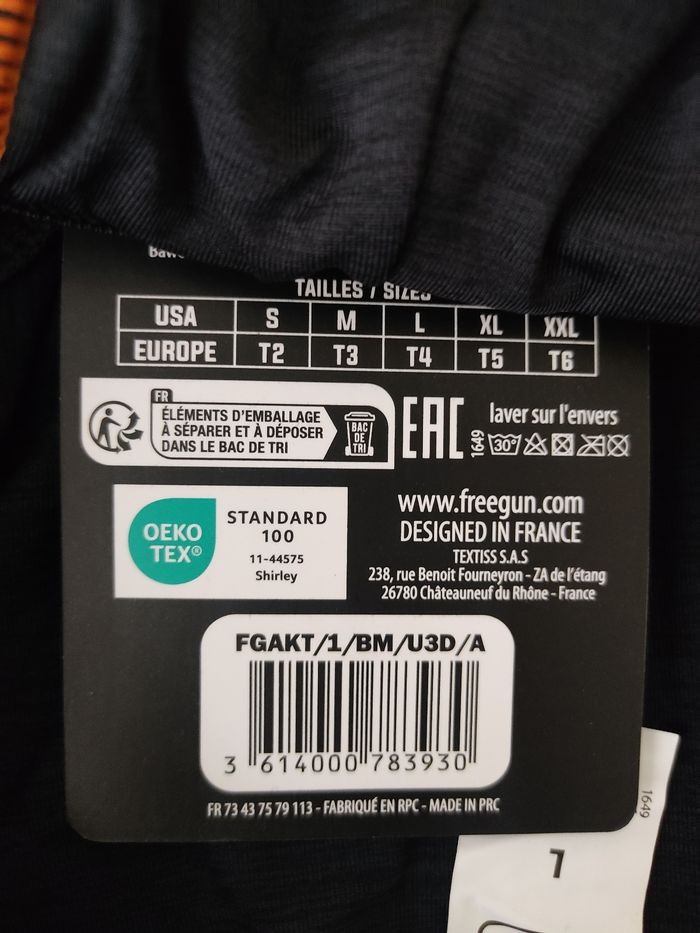 TAILLES / SIZES
USA S M L XL XXL
EUROPE T2 T3 T4 T5 T6
FR
ÉLÉMENTS D'EMBALLAGE
À SÉPARER ET À DÉPOSER
DANS LE BAC DE TRI
BAC
DE
TRI
EAC
1649
laver sur l'envers
30°
OEKO
TEX®
STANDARD
100
11-44575
Shirley
www.freegun.com
DESIGNED IN FRANCE
TEXTISS S.A.S
238, rue Benoit Fourneyron - ZA de l'étang
26780 Châteauneuf du Rhône - France
FGAKT/1/BM/U3D/A
3 614000 783930
FR 73 43 75 79 113 - FABRIQUÉ EN RPC - MADE IN PRC
1649